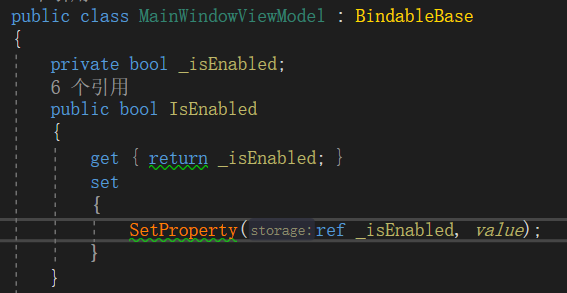 public class MainWindowViewModel : BindableBase
{
private bool _isEnabled;
6 个引用
public bool IsEnabled
{
get { return _isEnabled; }
set
{
SetProperty(storage: ref _isEnabled, value);
}
}